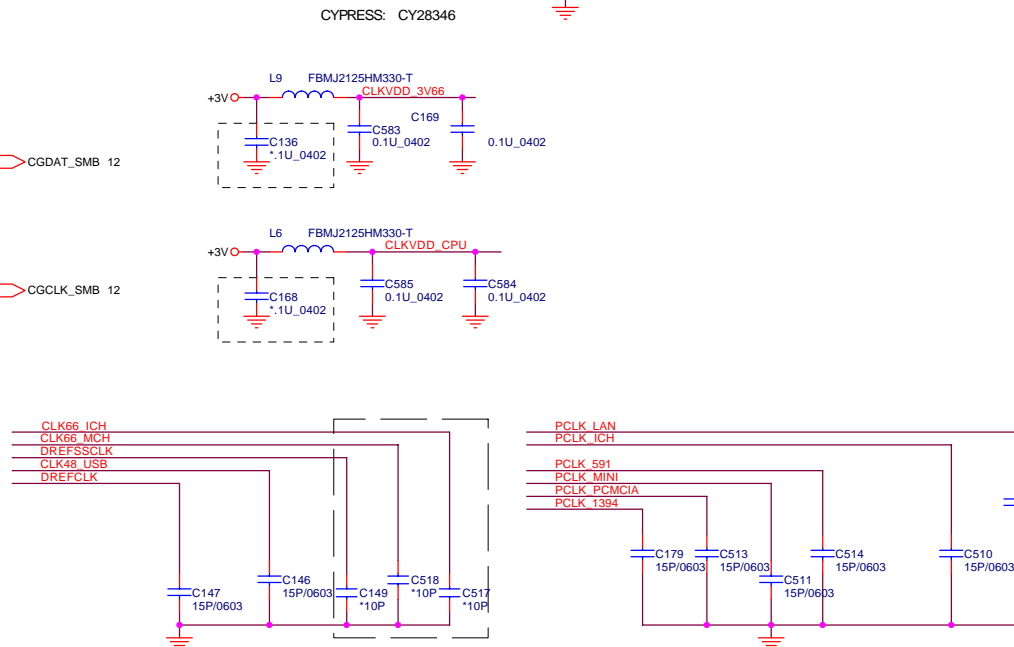 CYPRESS: CY28346
L9 FBMJ2125HM330-T
+3V CLKVDD_3V66
C169
C136
*.1U_0402
C583
0.1U_0402
0.1U_0402
CGDAT_SMB 12
L6 FBMJ2125HM330-T
+3V CLKVDD_CPU
C168
*.1U_0402
C585
0.1U_0402
C584
0.1U_0402
CGCLK_SMB 12
CLK66_ICH
CLK66_MCH
DREFSSCLK
CLK48_USB
DREFCLK
C147
15P/0603
C146
15P/0603
C149
*10P
C518
*10P
C517
*10P
PCLK_LAN
PCLK_ICH
PCLK_591
PCLK_MINI
PCLK_PCMCIA
PCLK_1394
C179
15P/0603
C513
15P/0603
C511
15P/0603
C514
15P/0603
C510
15P/0603